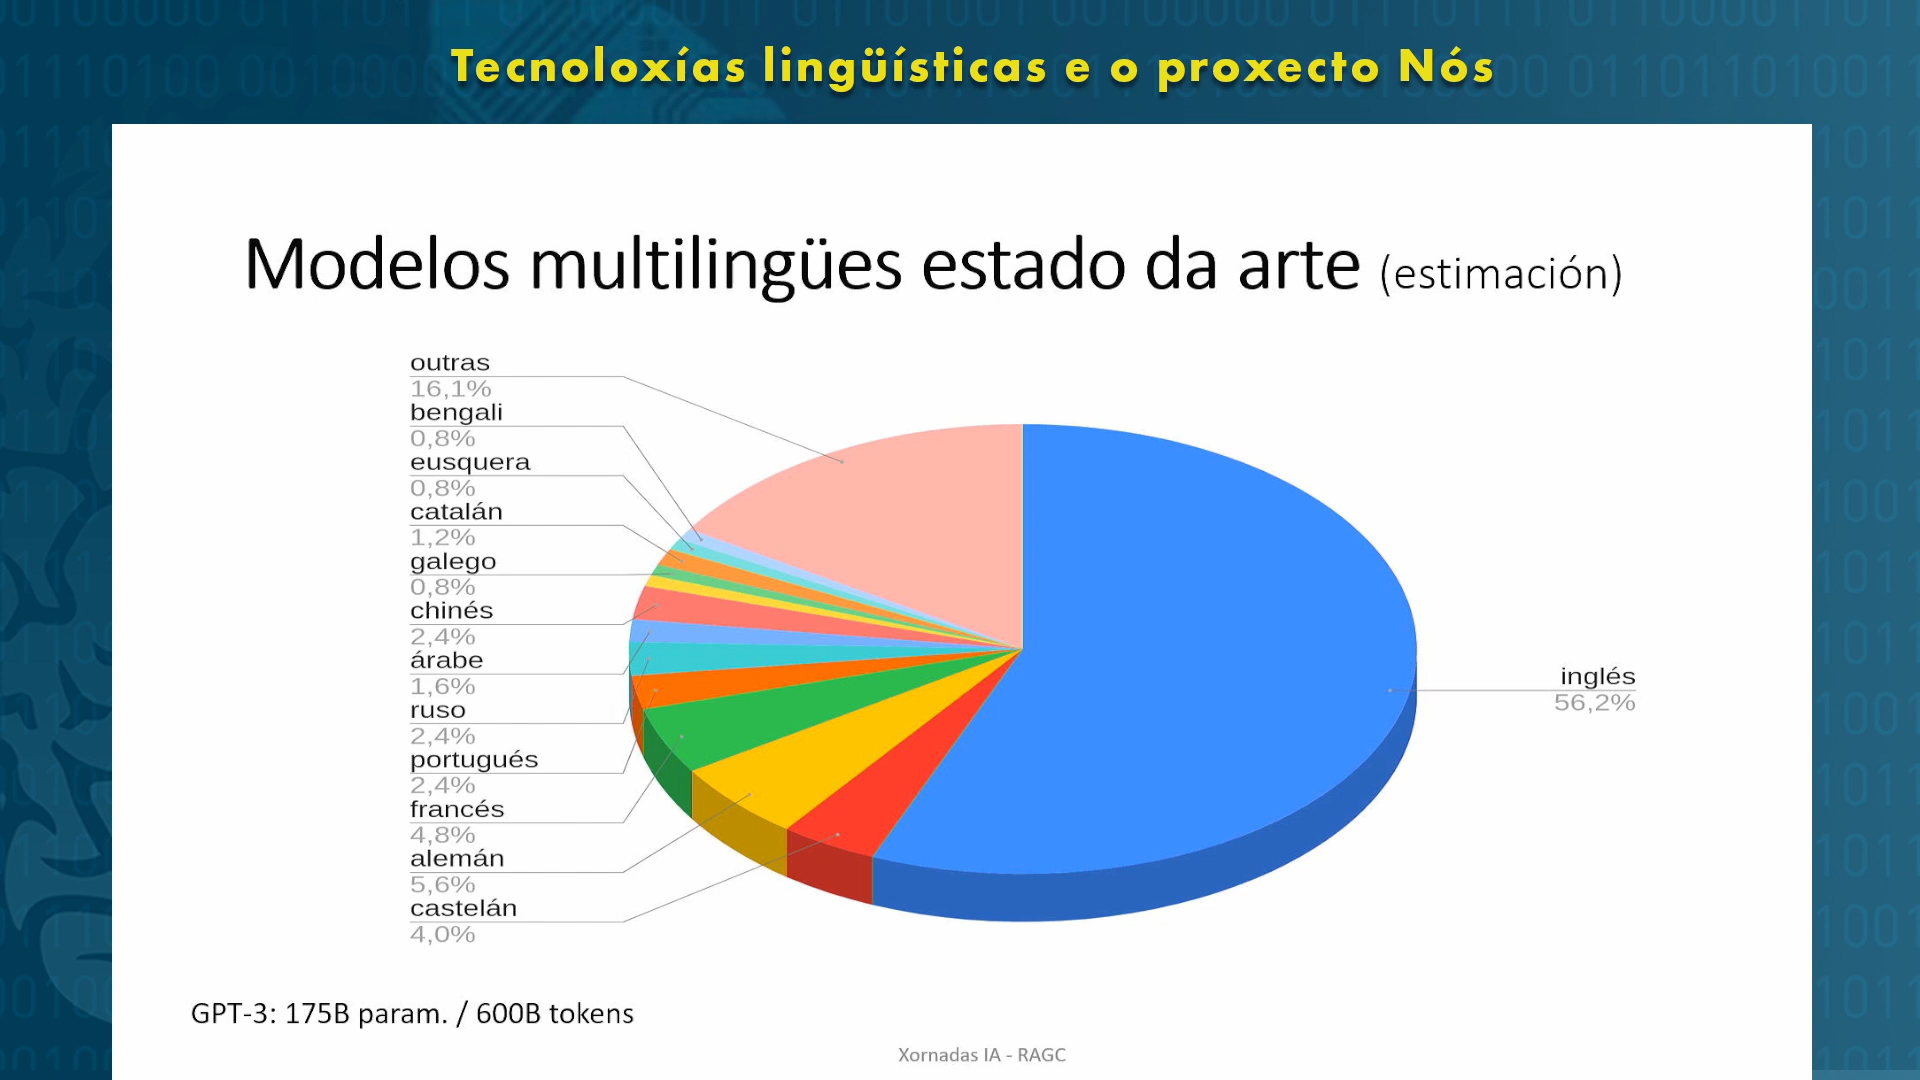 Tecnoloxías lingüísticas e o proxecto Nós
Modelos multilingües estado da arte (estimación)
outras
16,1%
bengali
0,8%
eusquera
0,8%
catalán
1,2%
galego
0,8%
chinés
2,4%
árabe
1,6%
ruso
2,4%
portugués
2,4%
francés
4,8%
alemán
5,6%
castelán
4,0%
inglés
56,2%
GPT-3: 175B param. / 600B tokens
Xornadas IA - RAGC